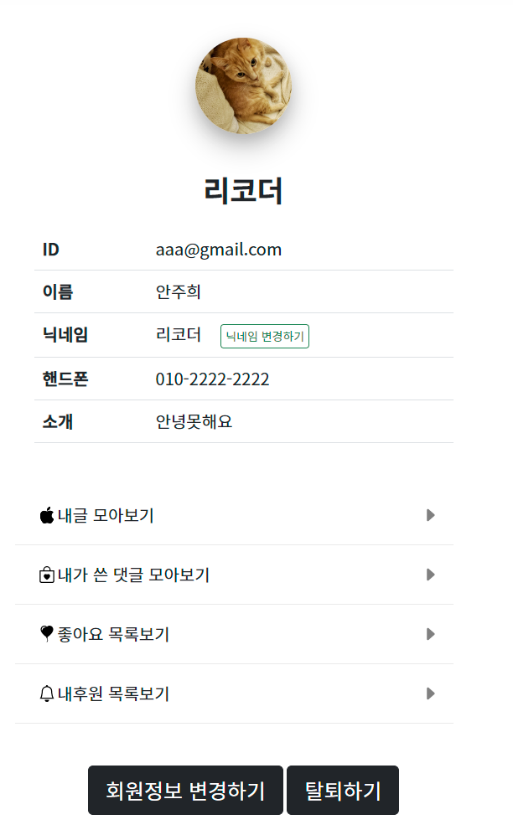 리코더
ID aaa@gmail.com
이름 안주희
닉네임 리코더 닉네임 변경하기
핸드폰 010-2222-2222
소개 안녕못해요
내글 모아보기
내가 쓴 댓글 모아보기
좋아요 목록보기
내후원 목록보기
회원정보 변경하기 탈퇴하기